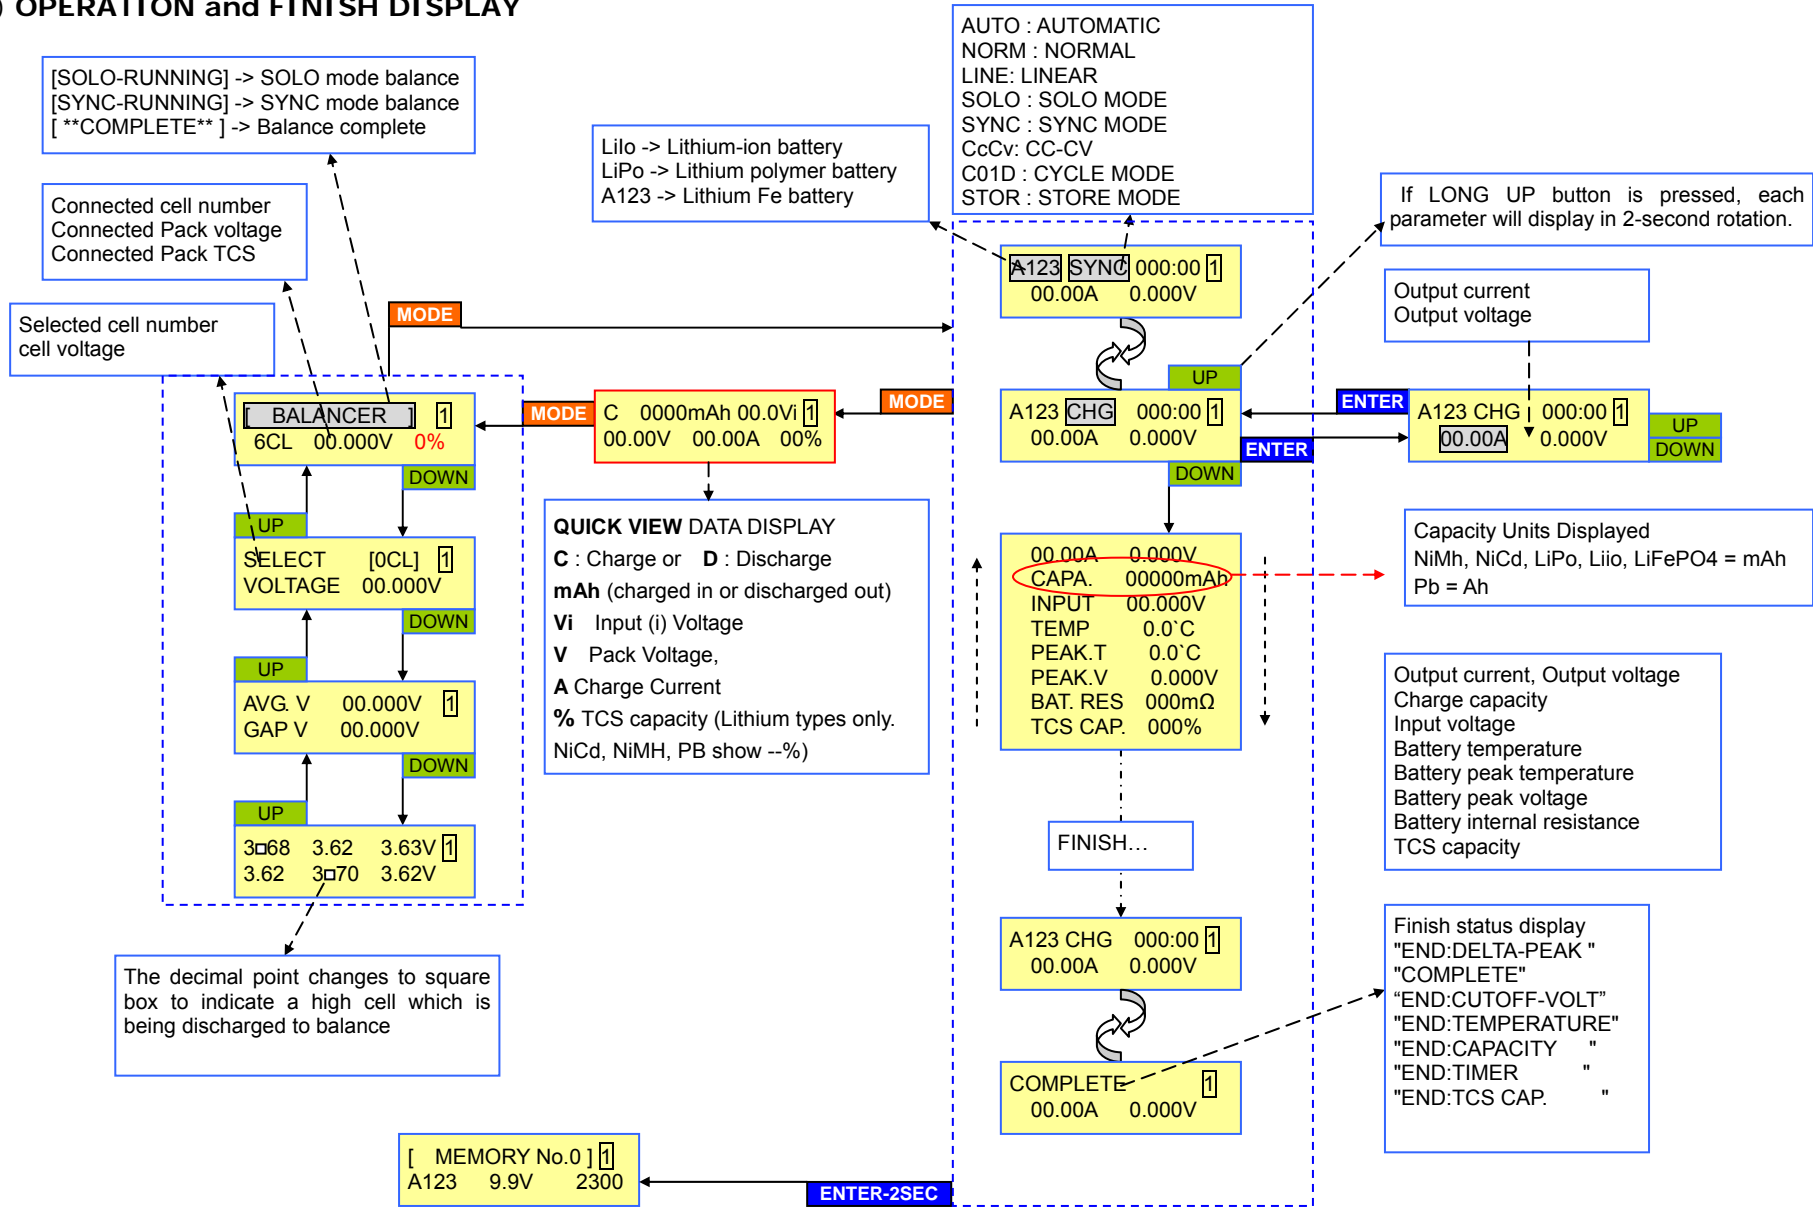 ) OPERATION and FINISH DISPLAY
[SOLO-RUNNING] -> SOLO mode balance
[SYNC-RUNNING] -> SYNC mode balance
[ **COMPLETE** ] -> Balance complete
Connected cell number
Connected Pack voltage
Connected Pack TCS
Selected cell number
cell voltage
LiIo -> Lithium-ion battery
LiPo -> Lithium polymer battery
A123 -> Lithium Fe battery
AUTO : AUTOMATIC
NORM : NORMAL
LINE: LINEAR
SOLO : SOLO MODE
SYNC : SYNC MODE
CcCv: CC-CV
C01D : CYCLE MODE
STOR : STORE MODE
If LONG UP button is pressed, each
parameter will display in 2-second rotation.
A123 SYNC 000:00 1
00.00A 0.000V
Output current
Output voltage
MODE
[ BALANCER ] 1
6CL 00.000V 0%
DOWN
MODE
C 0000mAh 00.0Vi 1
00.00V 00.00A 00%
MODE
UP
A123 CHG 000:00 1
00.00A 0.000V
DOWN
ENTER
ENTER
A123 CHG 000:00 1
00.00A 0.000V
UP
DOWN
UP
SELECT [0CL] 1
VOLTAGE 00.000V
DOWN
UP
AVG. V 00.000V 1
GAP V 00.000V
DOWN
UP
3□68 3.62 3.63V 1
3.62 3□70 3.62V
The decimal point changes to square
box to indicate a high cell which is
being discharged to balance
QUICK VIEW DATA DISPLAY
C : Charge or D : Discharge
mAh (charged in or discharged out)
Vi Input (i) Voltage
V Pack Voltage,
A Charge Current
% TCS capacity (Lithium types only.
NiCd, NiMH, PB show --%)
00.00A 0.000V
CAPA. 00000mAh
INPUT 00.000V
TEMP 0.0`C
PEAK.T 0.0`C
PEAK.V 0.000V
BAT. RES 000mΩ
TCS CAP. 000%
Capacity Units Displayed
NiMh, NiCd, LiPo, Liio, LiFePO4 = mAh
Pb = Ah
Output current, Output voltage
Charge capacity
Input voltage
Battery temperature
Battery peak temperature
Battery peak voltage
Battery internal resistance
TCS capacity
FINISH…
A123 CHG 000:00 1
00.00A 0.000V
COMPLETE 1
00.00A 0.000V
Finish status display
"END:DELTA-PEAK "
"COMPLETE"
“END:CUTOFF-VOLT”
"END:TEMPERATURE"
"END:CAPACITY "
"END:TIMER "
"END:TCS CAP. "
[ MEMORY No.0 ] 1
A123 9.9V 2300
ENTER-2SEC